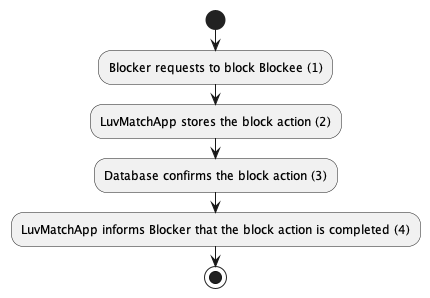 Blocker requests to block Blockee (1)
LuvMatchApp stores the block action (2)
Database confirms the block action (3)
LuvMatchApp informs Blocker that the block action is completed (4)